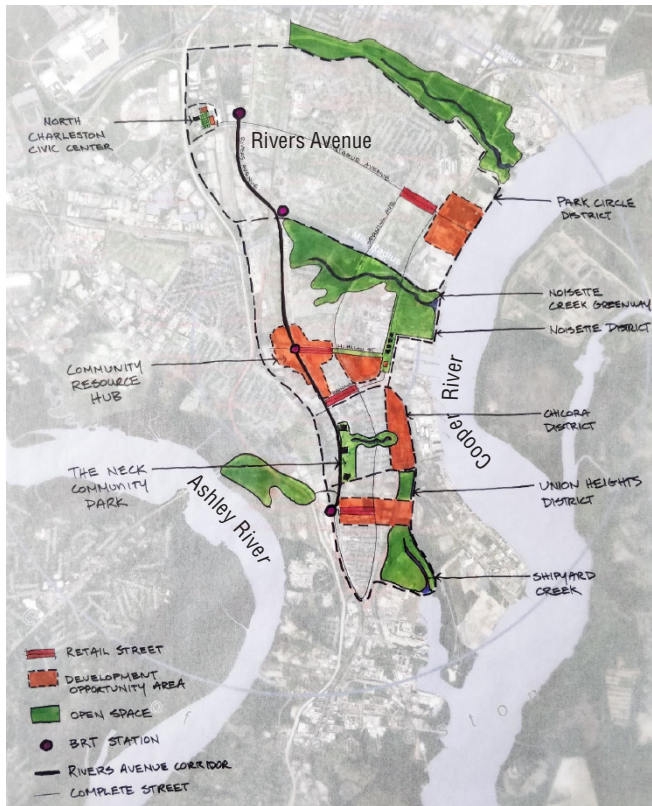 NORTH
CHARLESTON
CIVIC CENTER
Rivers Avenue
RIVERS AVENUE
PARK CIRCLE
DISTRICT
NOISETTE
CREEK GREENWAY
NOISETTE DISTRICT
COMMUNITY
RESOURCE
HUB
Cooper River
CHICORA
DISTRICT
THE NECK
COMMUNITY
PARK
Ashley River
UNION HEIGHTS
DISTRICT
SHIPYARD
CREEK
RETAIL STREET
DEVELOPMENT
OPPORTUNITY AREA
OPEN SPACE
BRT STATION
RIVERS AVENUE CORRIDOR
COMPLETE STREET